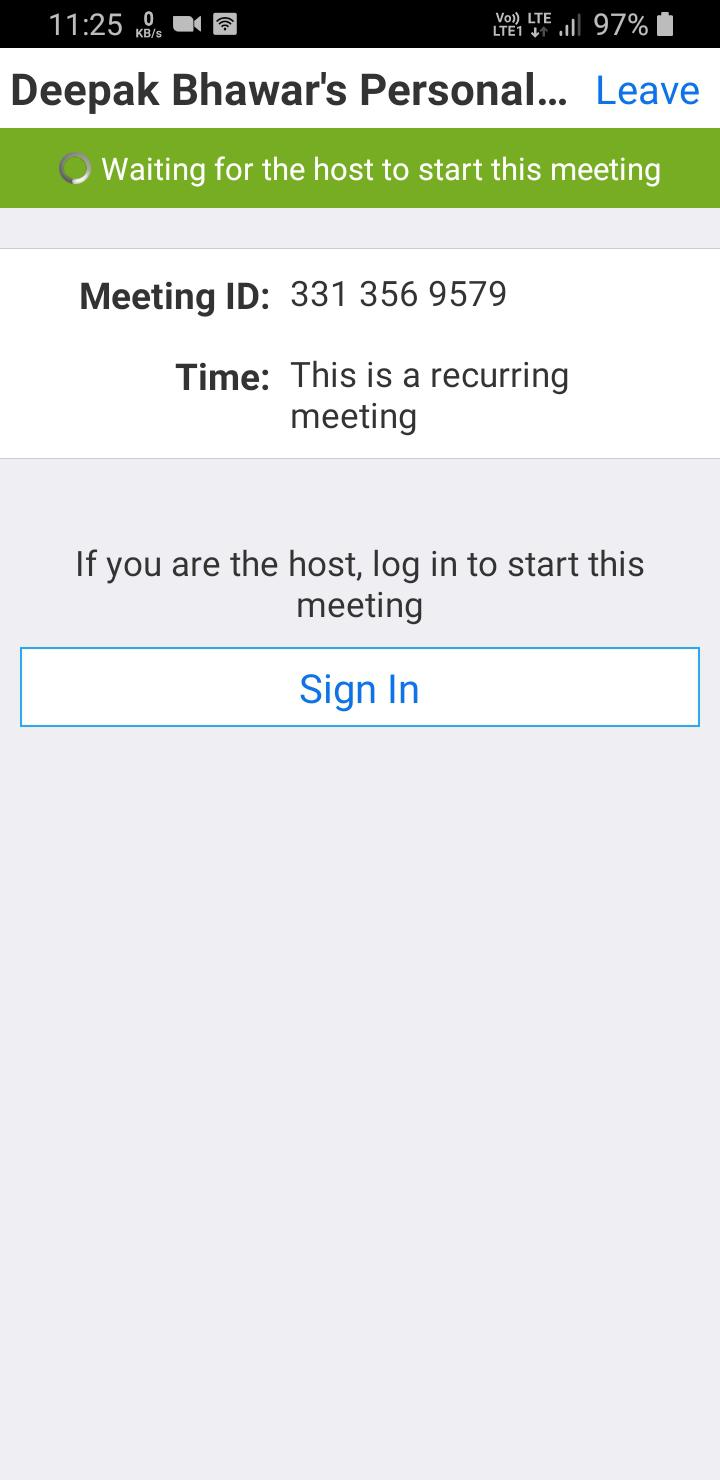 11:25 0 KB/s Vo)) LTE LTE1 97%
Deepak Bhawar's Personal... Leave
Waiting for the host to start this meeting
Meeting ID: 331 356 9579
Time: This is a recurring
meeting
If you are the host, log in to start this
meeting
Sign In